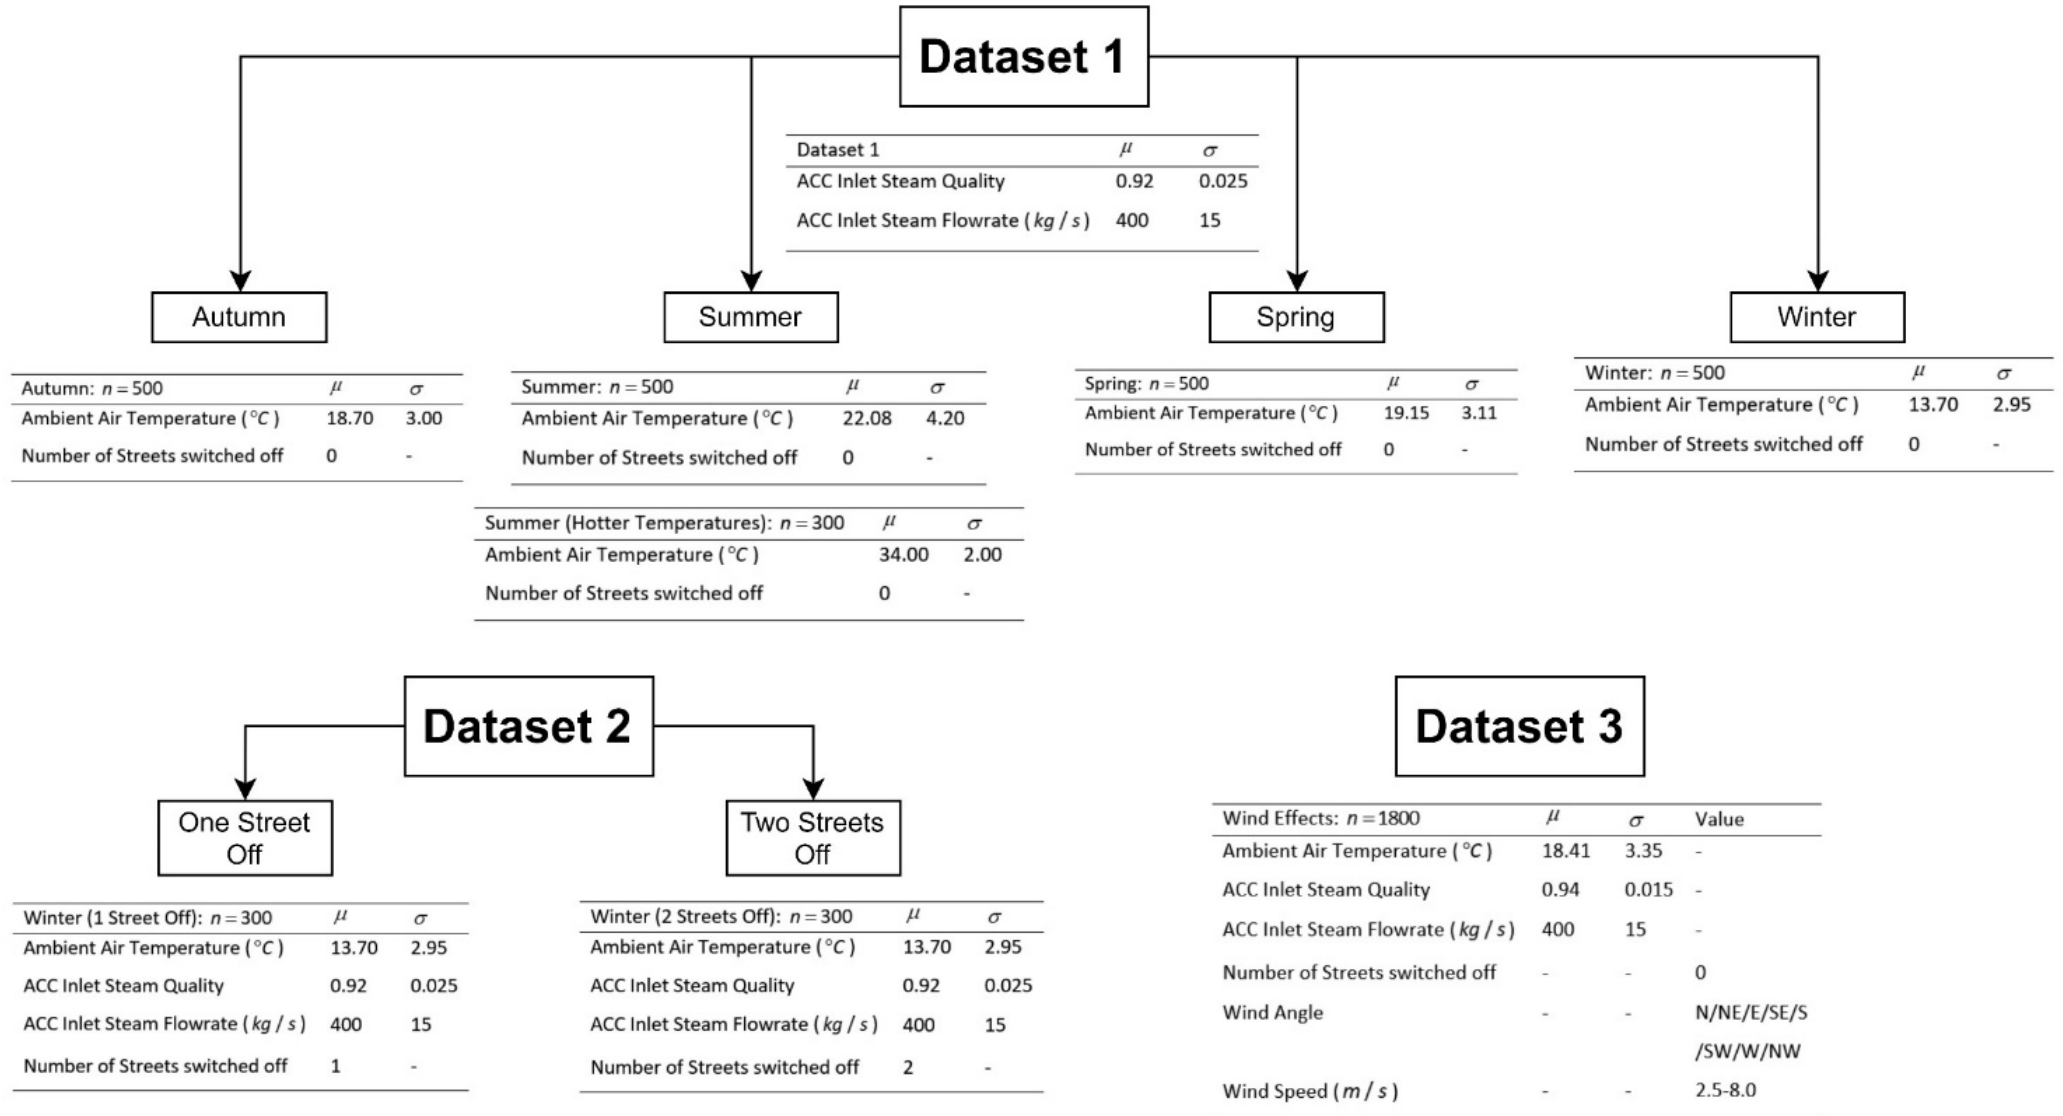 Dataset 1
Dataset 1 μ σ
ACC Inlet Steam Quality 0.92 0.025
ACC Inlet Steam Flowrate (kg / s) 400 15
Autumn
Autumn: n = 500 μ σ
Ambient Air Temperature (°C) 18.70 3.00
Number of Streets switched off 0 -
Summer
Summer: n = 500 μ σ
Ambient Air Temperature (°C) 22.08 4.20
Number of Streets switched off 0 -
Summer (Hotter Temperatures): n = 300 μ σ
Ambient Air Temperature (°C) 34.00 2.00
Number of Streets switched off 0 -
Spring
Spring: n = 500 μ σ
Ambient Air Temperature (°C) 19.15 3.11
Number of Streets switched off 0 -
Winter
Winter: n = 500 μ σ
Ambient Air Temperature (°C) 13.70 2.95
Number of Streets switched off 0 -
Dataset 2
One Street
Off
Winter (1 Street Off): n = 300 μ σ
Ambient Air Temperature (°C) 13.70 2.95
ACC Inlet Steam Quality 0.92 0.025
ACC Inlet Steam Flowrate (kg / s) 400 15
Number of Streets switched off 1 -
Two Streets
Off
Winter (2 Streets Off): n = 300 μ σ
Ambient Air Temperature (°C) 13.70 2.95
ACC Inlet Steam Quality 0.92 0.025
ACC Inlet Steam Flowrate (kg / s) 400 15
Number of Streets switched off 2 -
Dataset 3
Wind Effects: n = 1800 μ σ Value
Ambient Air Temperature (°C) 18.41 3.35 -
ACC Inlet Steam Quality 0.94 0.015 -
ACC Inlet Steam Flowrate (kg / s) 400 15 -
Number of Streets switched off - - 0
Wind Angle - - N/NE/E/SE/S
/SW/W/NW
Wind Speed (m / s) - - 2.5-8.0